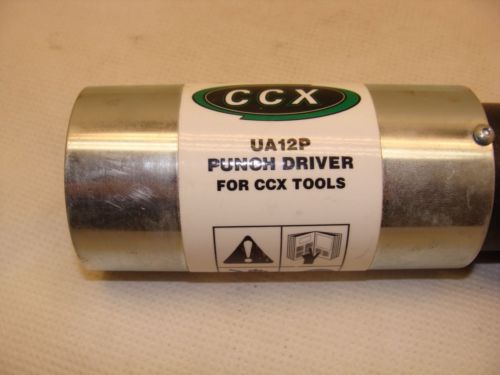 CCX
UA12P
PUNCH DRIVER
FOR CCX TOOLS